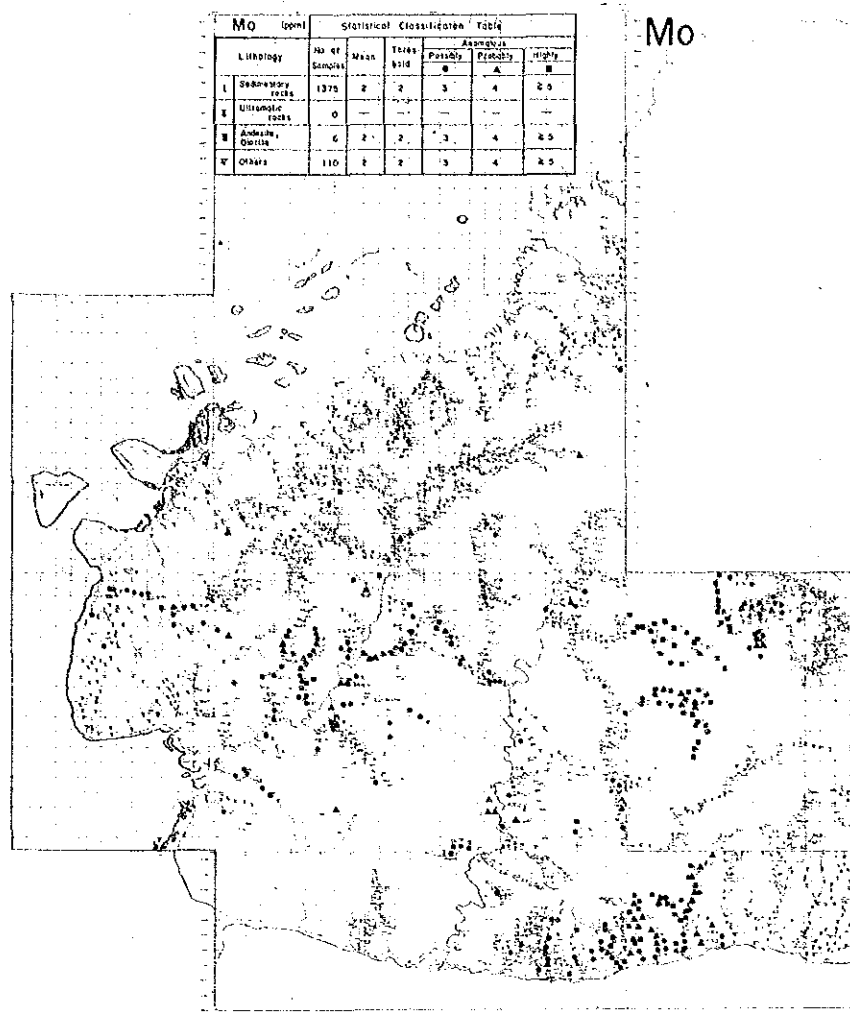 Mo (ppm) Statistical Classification Table
Mo
Lithology No. of Samples Mean Thres hold Anomalous
Possibly Probably Highly
● ▲ ■
I Sedimentary rocks 1375 2 2 3 4 ≥5
II Ultramafic rocks 0 — — — — —
III Andesite, Diorite 6 2 2 3 4 ≥5
IV Others 110 2 2 3 4 ≥5